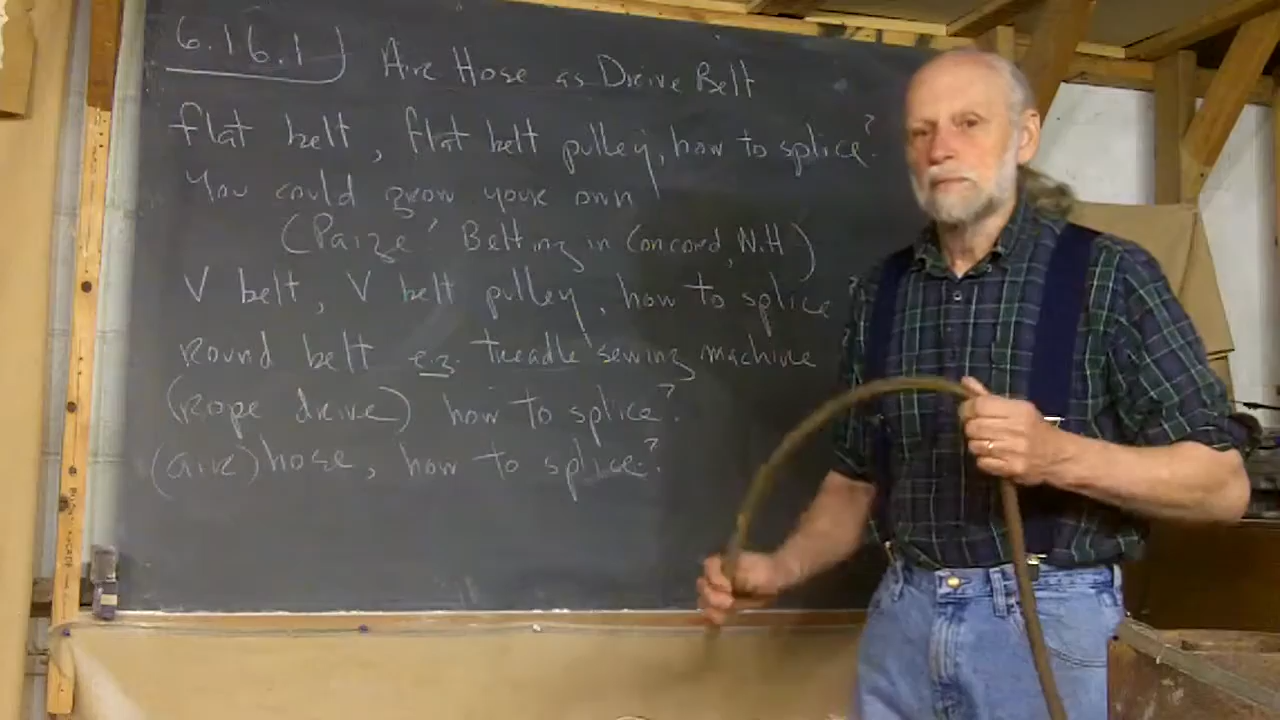 6.16.1) Air Hose as Drive Belt
flat belt, flat belt pulley, how to splice?
You could grow your own
(Paige Belting in Concord, N.H)
V belt, V belt pulley, how to splice
Round belt e.g. treadle sewing machine
(Rope drive) how to splice?
(air) hose, how to splice?